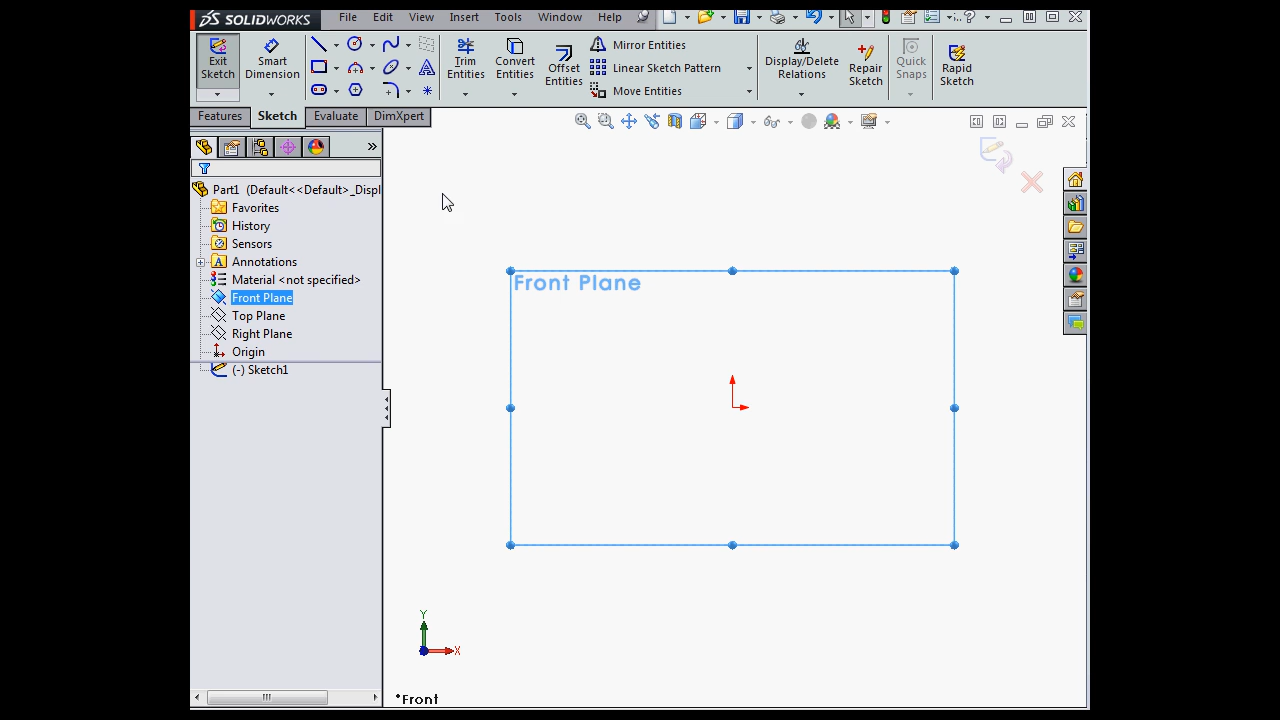 SOLIDWORKS File Edit View Insert Tools Window Help
Exit Sketch
Smart Dimension
Trim Entities
Convert Entities
Offset Entities
Mirror Entities
Linear Sketch Pattern
Move Entities
Display/Delete Relations
Repair Sketch
Quick Snaps
Rapid Sketch
Features Sketch Evaluate DimXpert
Part1 (Default<<Default>_Displ
Favorites
History
Sensors
Annotations
Material <not specified>
Front Plane
Top Plane
Right Plane
Origin
(-) Sketch1
Front Plane
Y
X
*Front